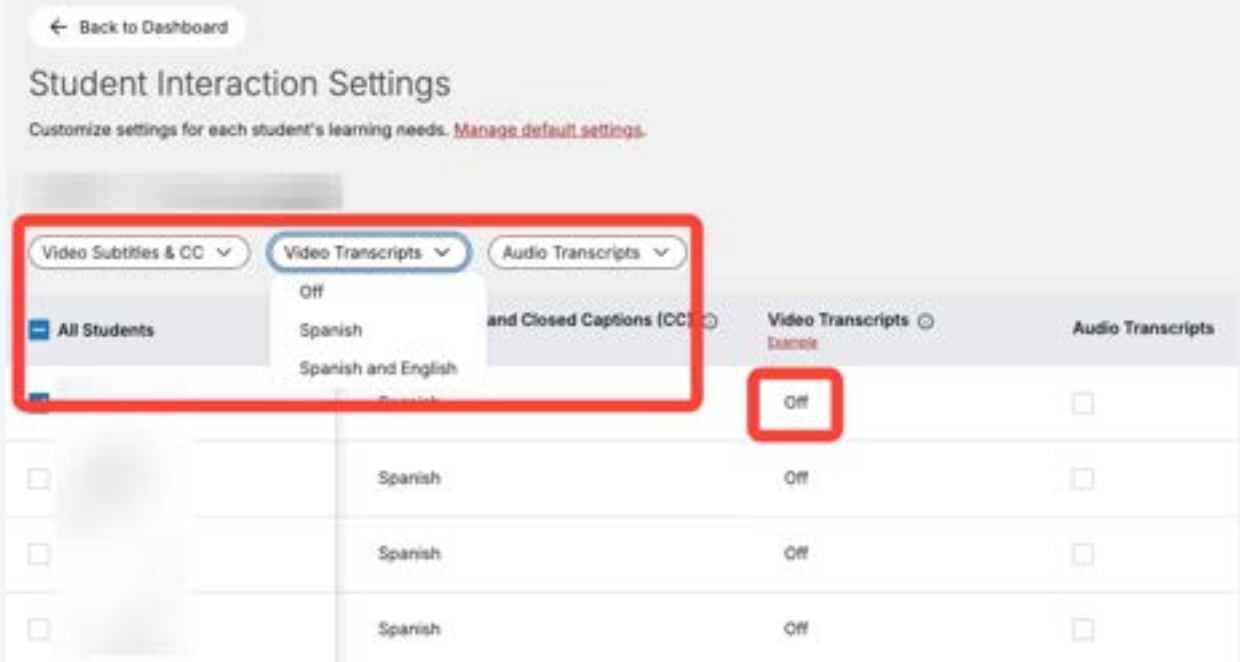 ← Back to Dashboard
Student Interaction Settings
Customize settings for each student's learning needs. Manage default settings.
Video Subtitles & CC
Video Transcripts
Audio Transcripts
Off
Spanish
Spanish and English
All Students
and Closed Captions (CC)
Video Transcripts
Example
Audio Transcripts
Off
Spanish
Off
Spanish
Off
Spanish
Off